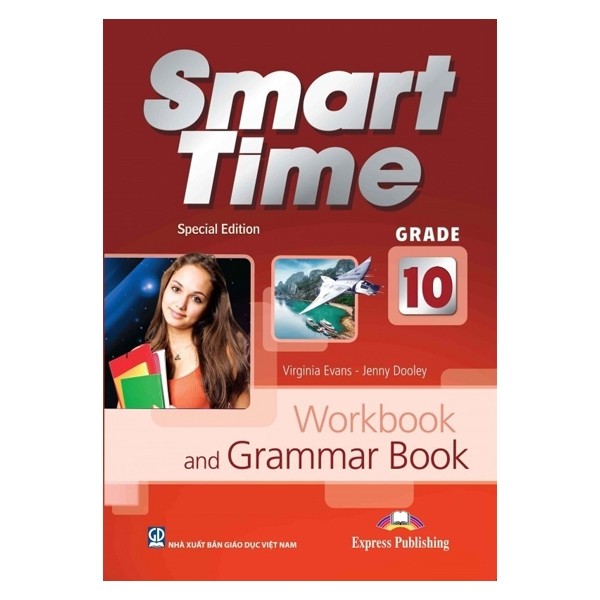 Smart
Time
Special Edition
GRADE
10
Virginia Evans - Jenny Dooley
Workbook
and Grammar Book
GD
NHÀ XUẤT BẢN GIÁO DỤC VIỆT NAM
Express Publishing